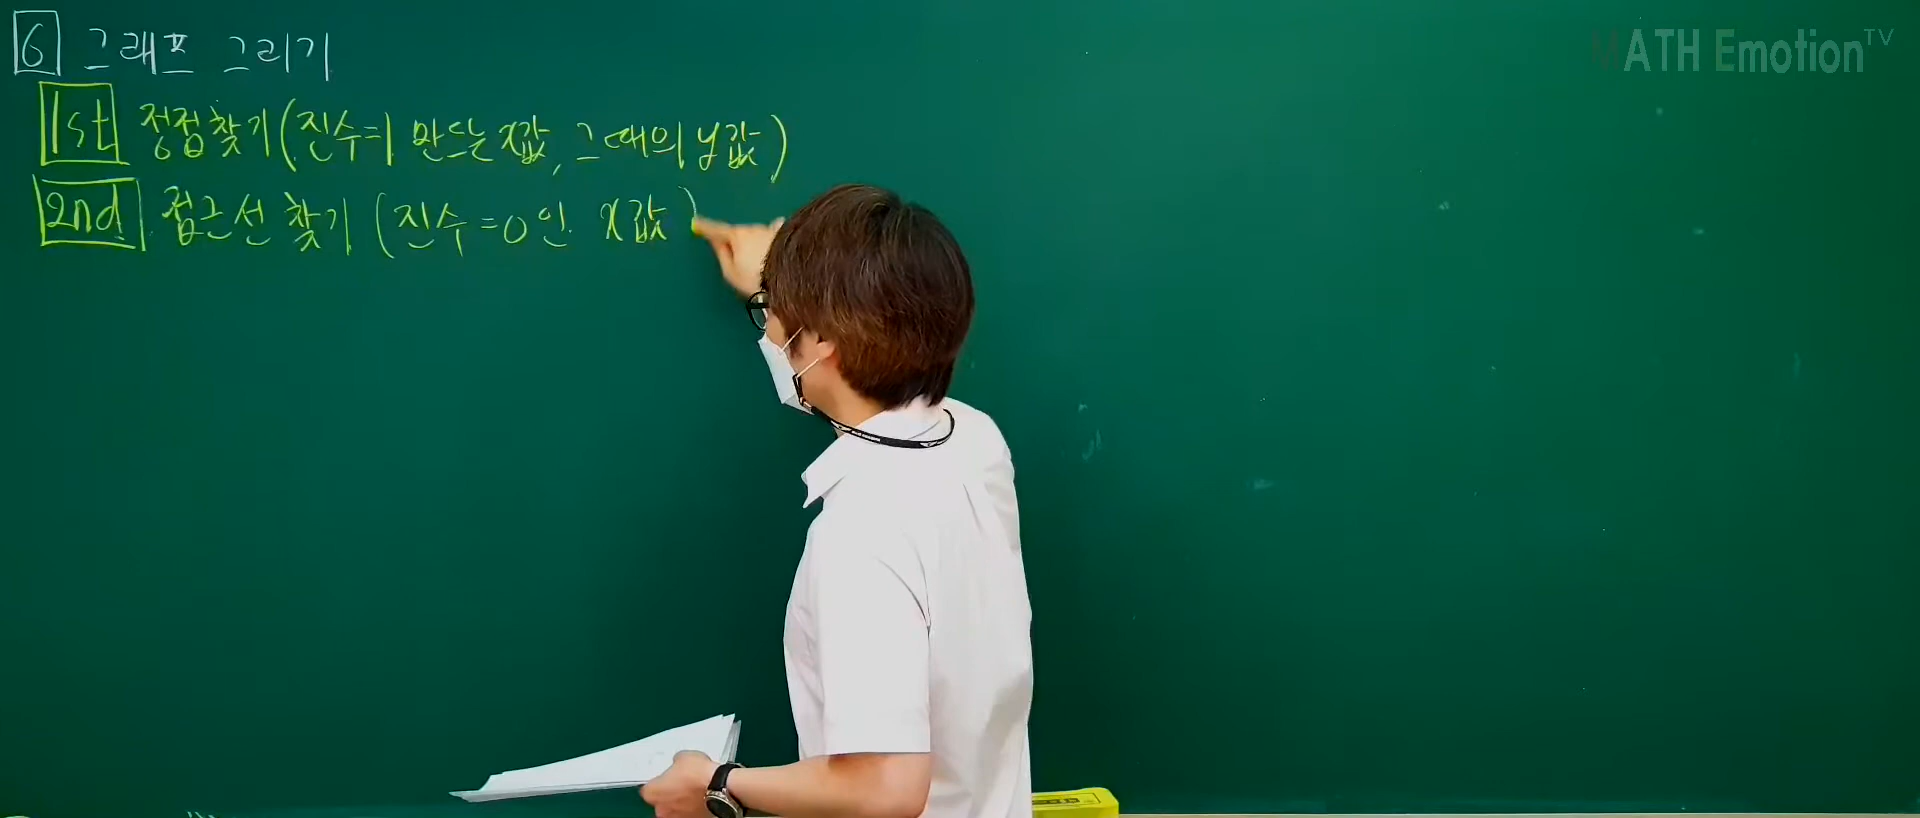 6 그래프 그리기
1st 정점찾기(진수=1 만드는 x값, 그때의 y값)
2nd 점근선 찾기 (진수=0인 x값)
MATH Emotion TV